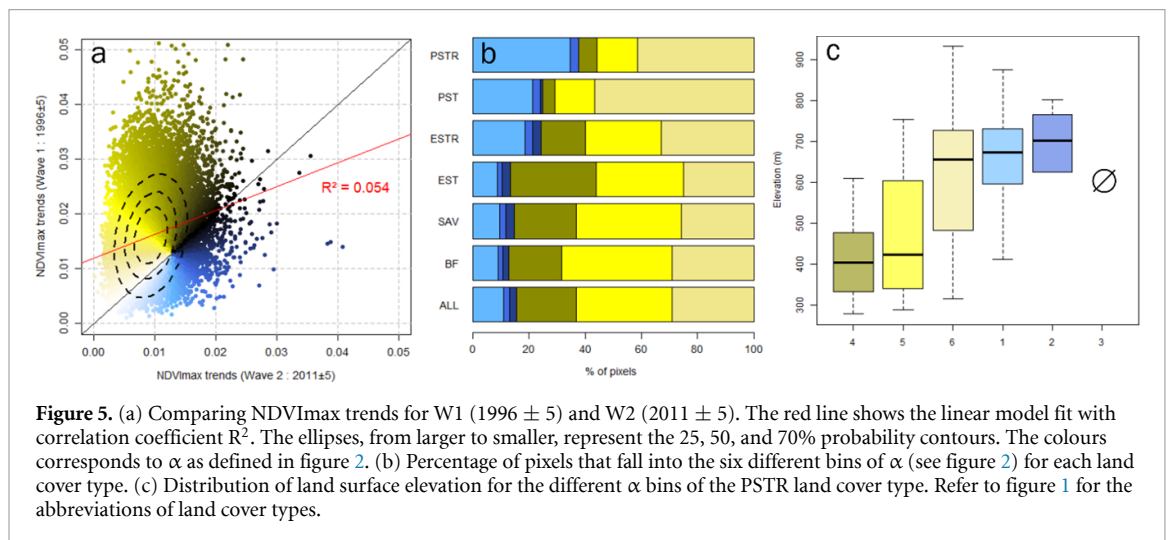 a
NDVImax trends (Wave 1 : 1996±5)
0.05
0.04
0.03
0.02
0.01
0.00
R² = 0.054
0.00 0.01 0.02 0.03 0.04 0.05
NDVImax trends (Wave 2 : 2011±5)
b
PSTR
PST
ESTR
EST
SAV
BF
ALL
0 20 40 60 80 100
% of pixels
c
Elevation (m)
900
800
700
600
500
400
300
4 5 6 1 2 3
Figure 5. (a) Comparing NDVImax trends for W1 (1996 ± 5) and W2 (2011 ± 5). The red line shows the linear model fit with
correlation coefficient R². The ellipses, from larger to smaller, represent the 25, 50, and 70% probability contours. The colours
corresponds to α as defined in figure 2. (b) Percentage of pixels that fall into the six different bins of α (see figure 2) for each land
cover type. (c) Distribution of land surface elevation for the different α bins of the PSTR land cover type. Refer to figure 1 for the
abbreviations of land cover types.